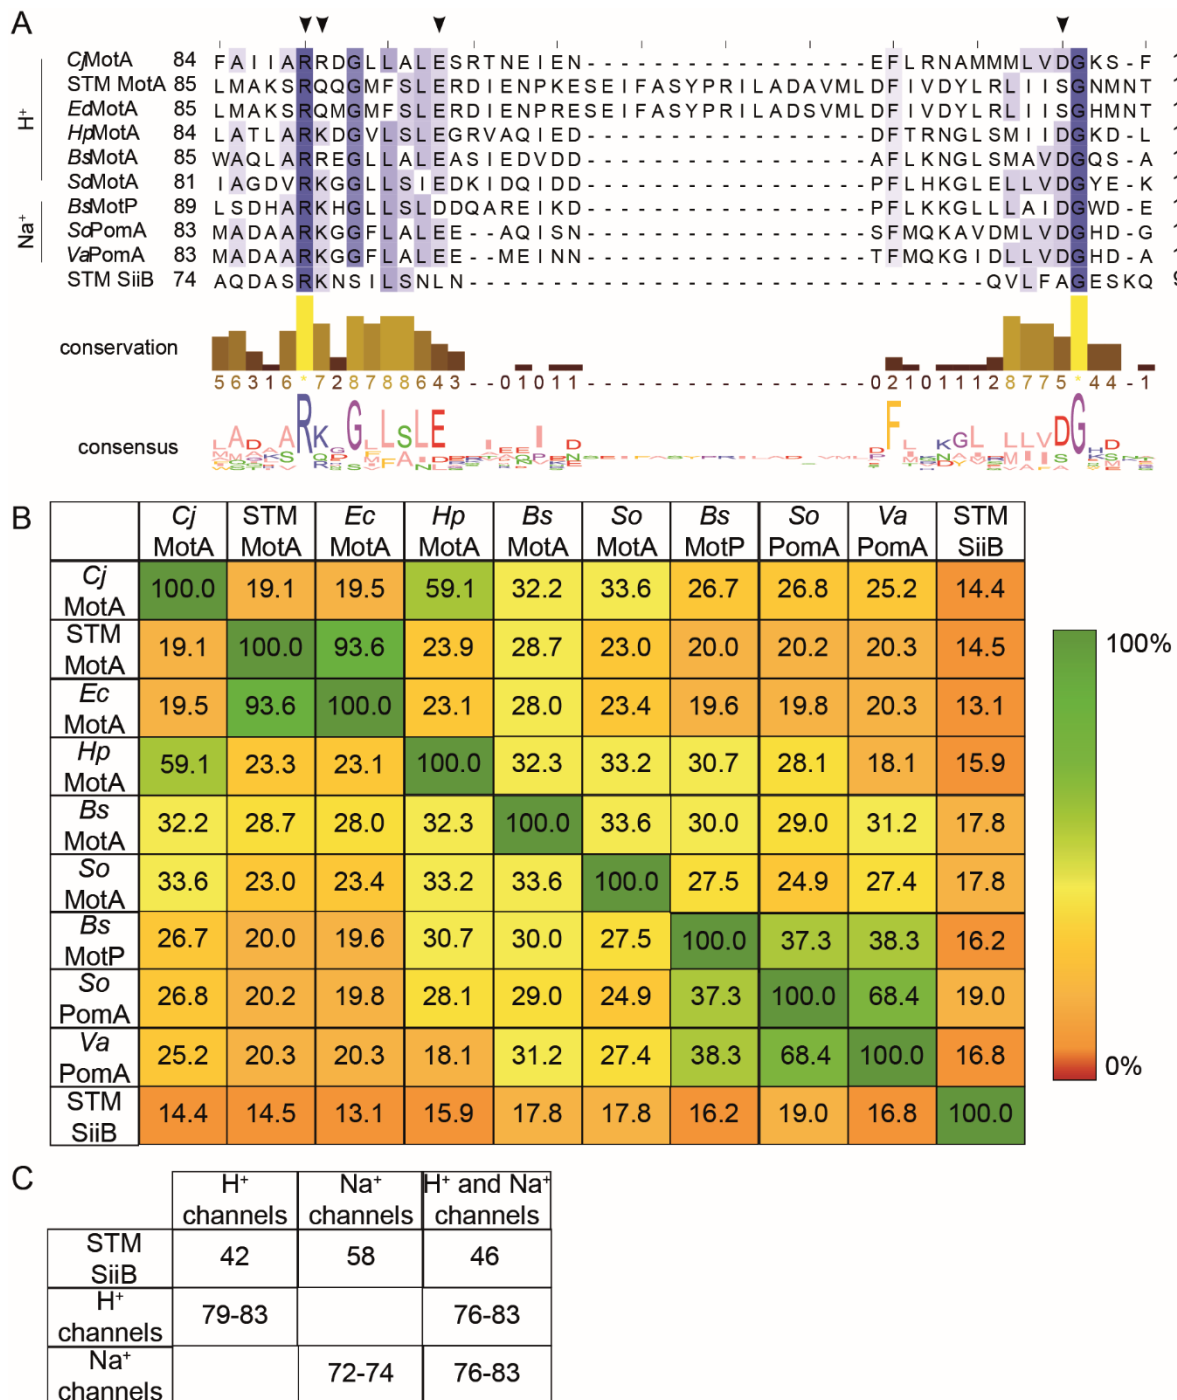 A
CjMotA 84 FAIIARRDGLLALESRTNEIEN-----------------EFLRNAMMMLVDGKS-F 1
STM MotA 85 LMAKSRQQGMFSLERDIENPKESEIFASYPRILADAVMLDFIVDYLRLIISGNMNT 1
EcMotA 85 LMAKSRQMGMFSLERDIENPRESEIFASYPRILADSVMLDFIVDYLRLIISGHMNT 1
HpMotA 84 LATLARKDGVLSLEGRVAQIED-----------------DFTRNGLSMIIDGKD-L 1
BsMotA 85 WAQLARREGLLALEASIEDVDD-----------------AFLKNGLSMAVDGQS-A 1
SoMotA 81 IAGDVRKGGLLSIEDKIDQIDD-----------------PFLHKGLELLVDGYE-K 1
BsMotP 89 LSDHARKHGLLSLDDQAREIKD-----------------PFLKKGLLLAIDGWD-E 1
SoPomA 83 MADAARKGGFLALEE--AQISN-----------------SFMQKAVDMLVDGHD-G 1
VaPomA 83 MADAARKGGFLALEE--MEINN-----------------TFMQKGIDLLVDGHD-A 1
STM SiiB 74 AQDASRKNSILSNLN------------------------------QVLFAGESKQ 9
H+
Na+
conservation
56316*728788643--01011-----------------021011128775*44-1
consensus
B
Cj MotA STM MotA Ec MotA Hp MotA Bs MotA So MotA Bs MotP So PomA Va PomA STM SiiB
Cj MotA 100.0 19.1 19.5 59.1 32.2 33.6 26.7 26.8 25.2 14.4
STM MotA 19.1 100.0 93.6 23.9 28.7 23.0 20.0 20.2 20.3 14.5
Ec MotA 19.5 93.6 100.0 23.1 28.0 23.4 19.6 19.8 20.3 13.1
Hp MotA 59.1 23.3 23.1 100.0 32.3 33.2 30.7 28.1 18.1 15.9
Bs MotA 32.2 28.7 28.0 32.3 100.0 33.6 30.0 29.0 31.2 17.8
So MotA 33.6 23.0 23.4 33.2 33.6 100.0 27.5 24.9 27.4 17.8
Bs MotP 26.7 20.0 19.6 30.7 30.0 27.5 100.0 37.3 38.3 16.2
So PomA 26.8 20.2 19.8 28.1 29.0 24.9 37.3 100.0 68.4 19.0
Va PomA 25.2 20.3 20.3 18.1 31.2 27.4 38.3 68.4 100.0 16.8
STM SiiB 14.4 14.5 13.1 15.9 17.8 17.8 16.2 19.0 16.8 100.0
100%
0%
C
H+ channels Na+ channels H+ and Na+ channels
STM SiiB 42 58 46
H+ channels 79-83 76-83
Na+ channels 72-74 76-83